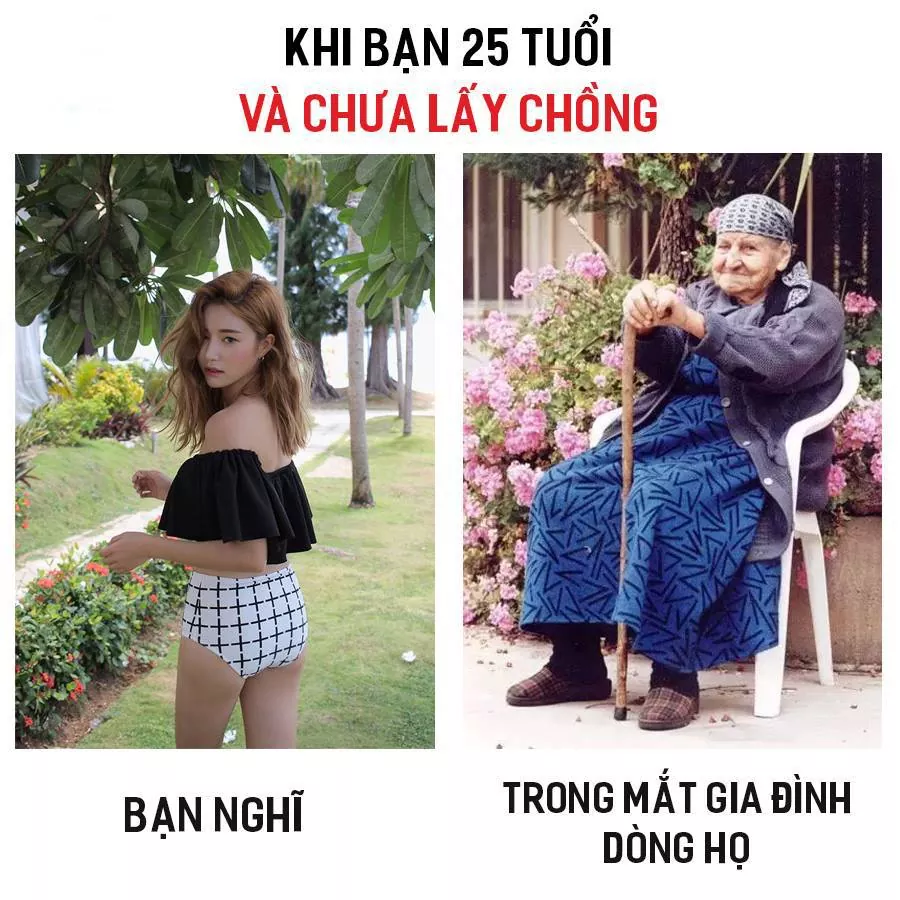 KHI BẠN 25 TUỔI
VÀ CHƯA LẤY CHỒNG
BẠN NGHĨ
TRONG MẮT GIA ĐÌNH
DÒNG HỌ